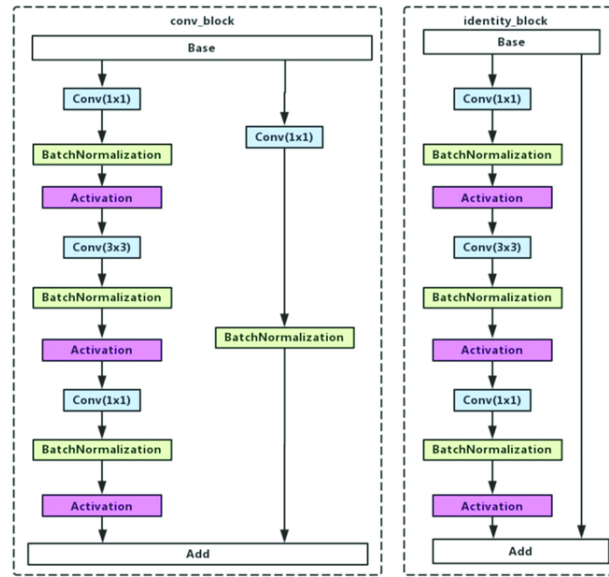 conv_block
Base
Conv(1x1)
Conv(1x1)
BatchNormalization
Activation
Conv(3x3)
BatchNormalization
BatchNormalization
Activation
Conv(1x1)
BatchNormalization
Activation
Add
identity_block
Base
Conv(1x1)
BatchNormalization
Activation
Conv(3x3)
BatchNormalization
Activation
Conv(1x1)
BatchNormalization
Activation
Add